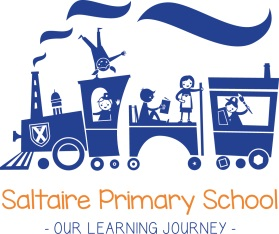 Saltaire Primary School
- OUR LEARNING JOURNEY -